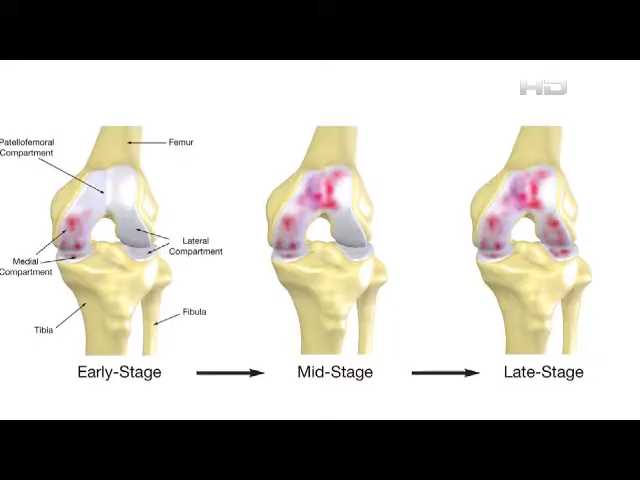 HD
Patellofemoral
Compartment
Femur
Lateral
Compartment
Medial
Compartment
Fibula
Tibia
Early-Stage
Mid-Stage
Late-Stage